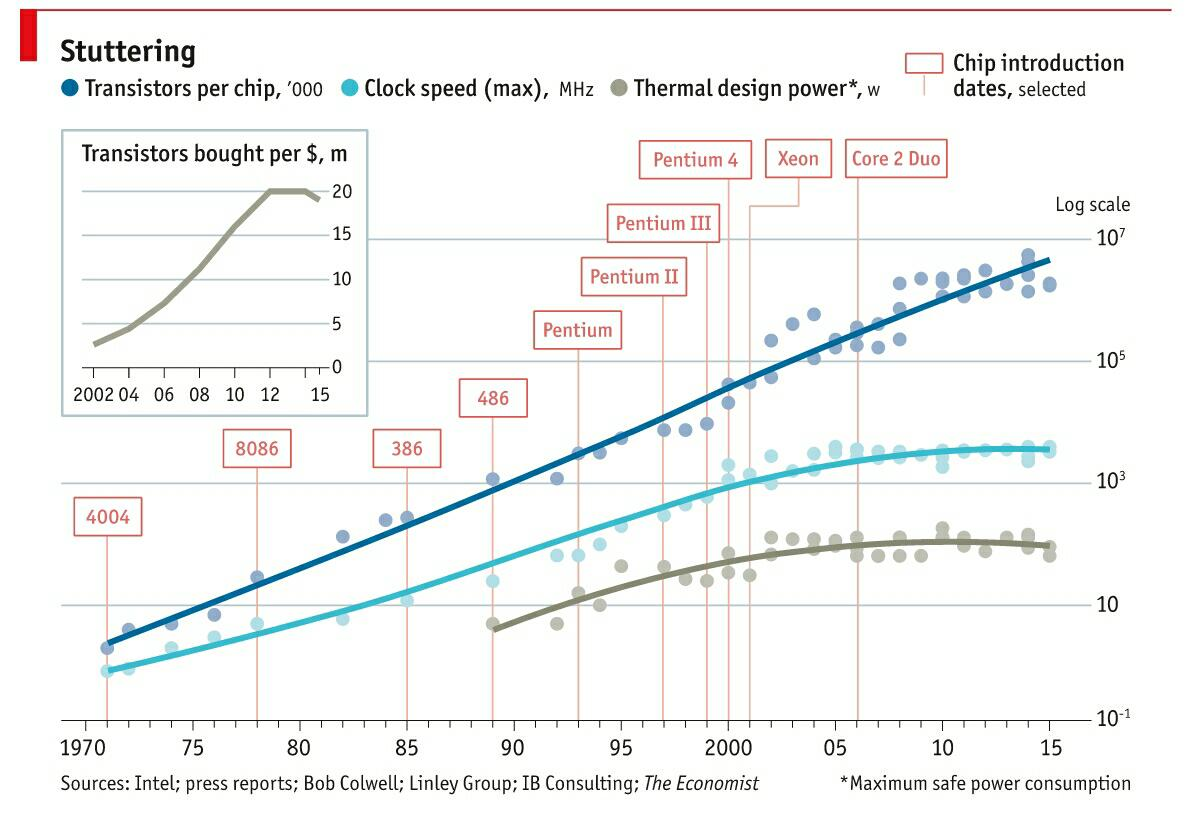 Stuttering
Transistors per chip, ’000 Clock speed (max), MHz Thermal design power*, w
Chip introduction
dates, selected
Transistors bought per $, m
20
15
10
5
0
2002 04 06 08 10 12 15
Pentium 4 Xeon Core 2 Duo
Pentium III
Pentium II
Pentium
486
8086 386
4004
Log scale
10⁷
10⁵
10³
10
10⁻¹
1970 75 80 85 90 95 2000 05 10 15
Sources: Intel; press reports; Bob Colwell; Linley Group; IB Consulting; The Economist *Maximum safe power consumption